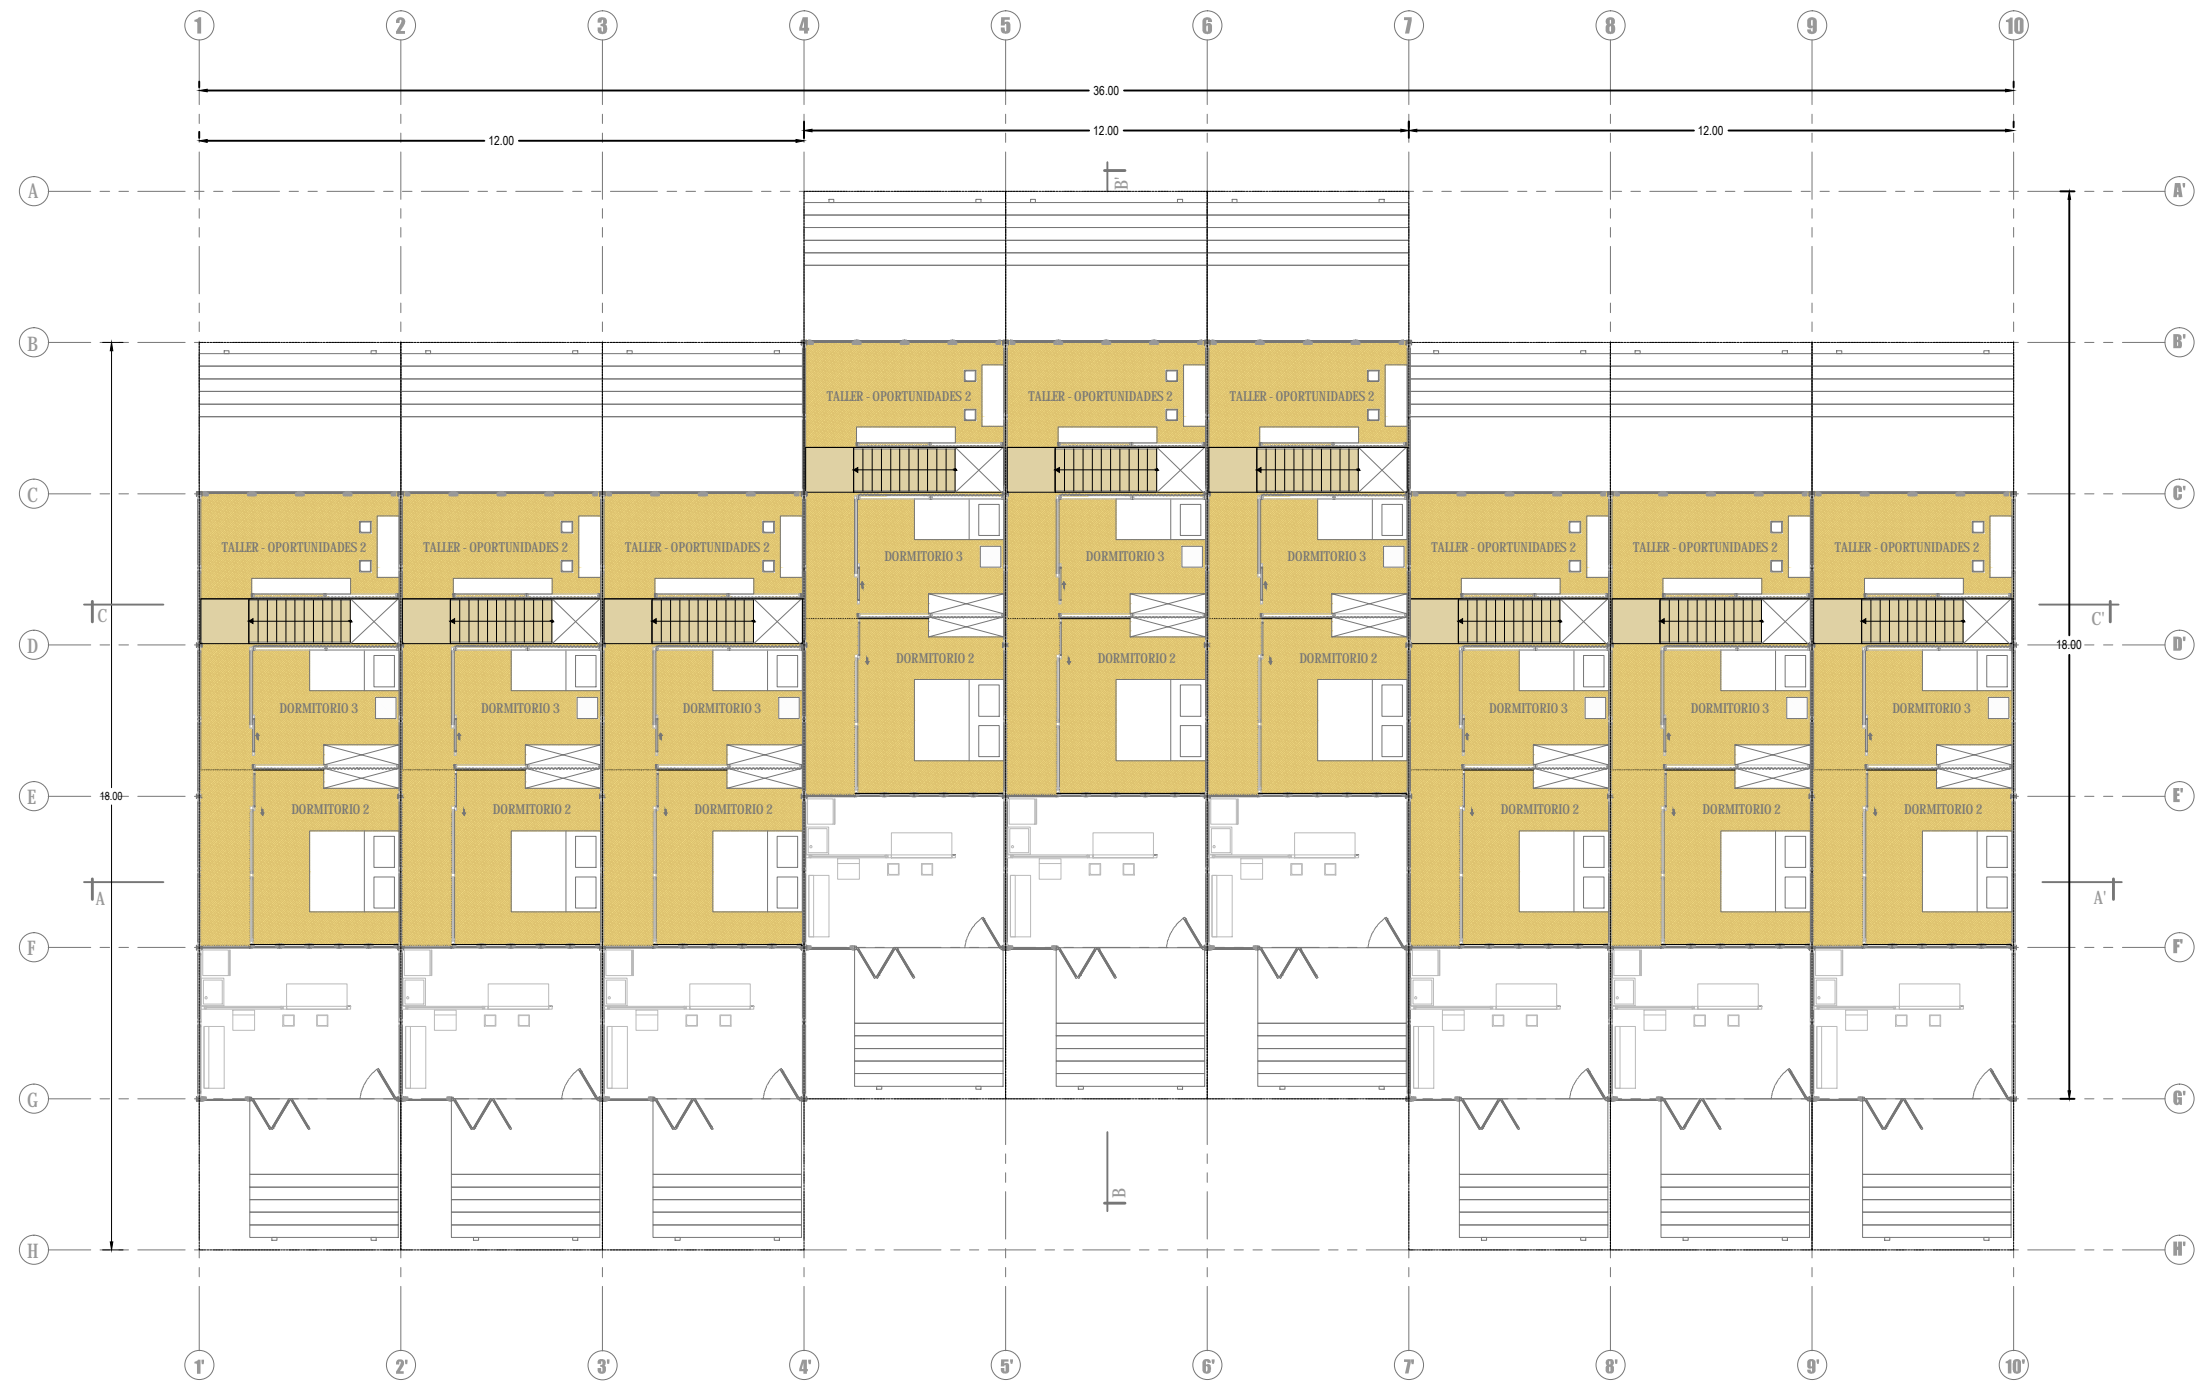 1 2 3 4 5 6 7 8 9 10
36.00
12.00 12.00 12.00
B'
A A'
B B'
TALLER - OPORTUNIDADES 2 TALLER - OPORTUNIDADES 2 TALLER - OPORTUNIDADES 2
C C'
TALLER - OPORTUNIDADES 2 TALLER - OPORTUNIDADES 2 TALLER - OPORTUNIDADES 2 DORMITORIO 3 DORMITORIO 3 DORMITORIO 3 TALLER - OPORTUNIDADES 2 TALLER - OPORTUNIDADES 2 TALLER - OPORTUNIDADES 2
C C'
D 18.00 D'
DORMITORIO 2 DORMITORIO 2 DORMITORIO 2
DORMITORIO 3 DORMITORIO 3 DORMITORIO 3 DORMITORIO 3 DORMITORIO 3 DORMITORIO 3
E 18.00 E'
DORMITORIO 2 DORMITORIO 2 DORMITORIO 2 DORMITORIO 2 DORMITORIO 2 DORMITORIO 2
A A'
F F'
G G'
B
H H'
1' 2' 3' 4' 5' 6' 7' 8' 9' 10'